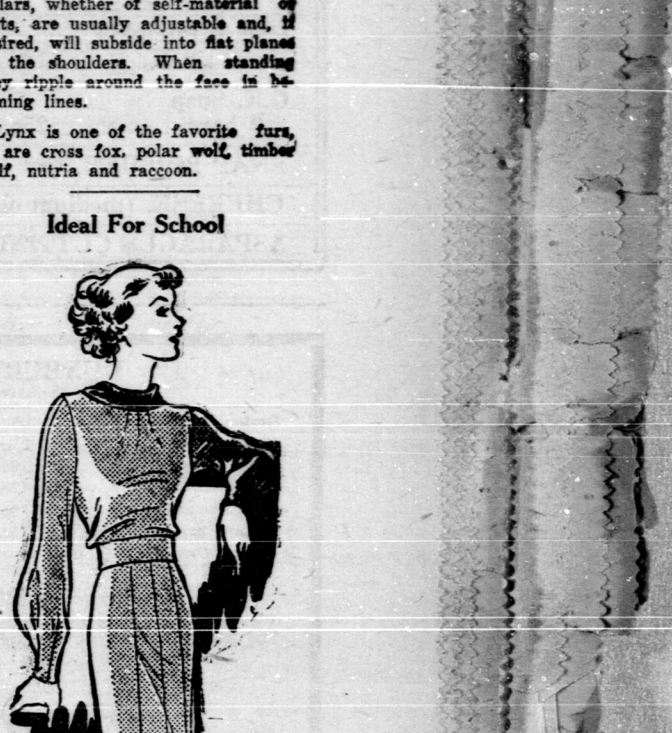 lars, whether of self-material or
ts, are usually adjustable and, if
ired, will subside into flat planes
the shoulders. When standing
y ripple around the face in be-
ming lines.
Lynx is one of the favorite furs,
are cross fox, polar wolf, timber
lf, nutria and raccoon.
Ideal For School